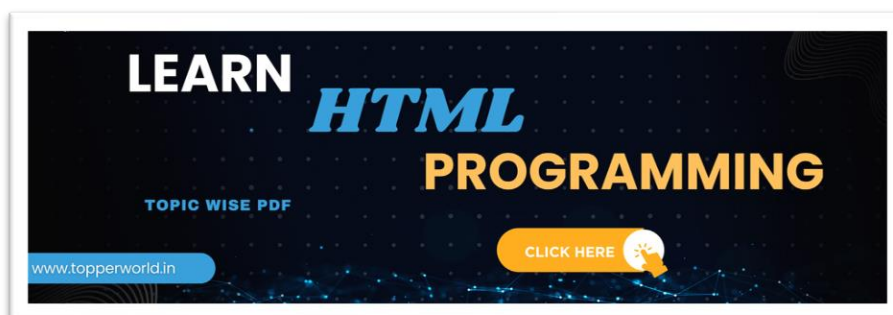 LEARN
HTML
PROGRAMMING
TOPIC WISE PDF
CLICK HERE
www.topperworld.in